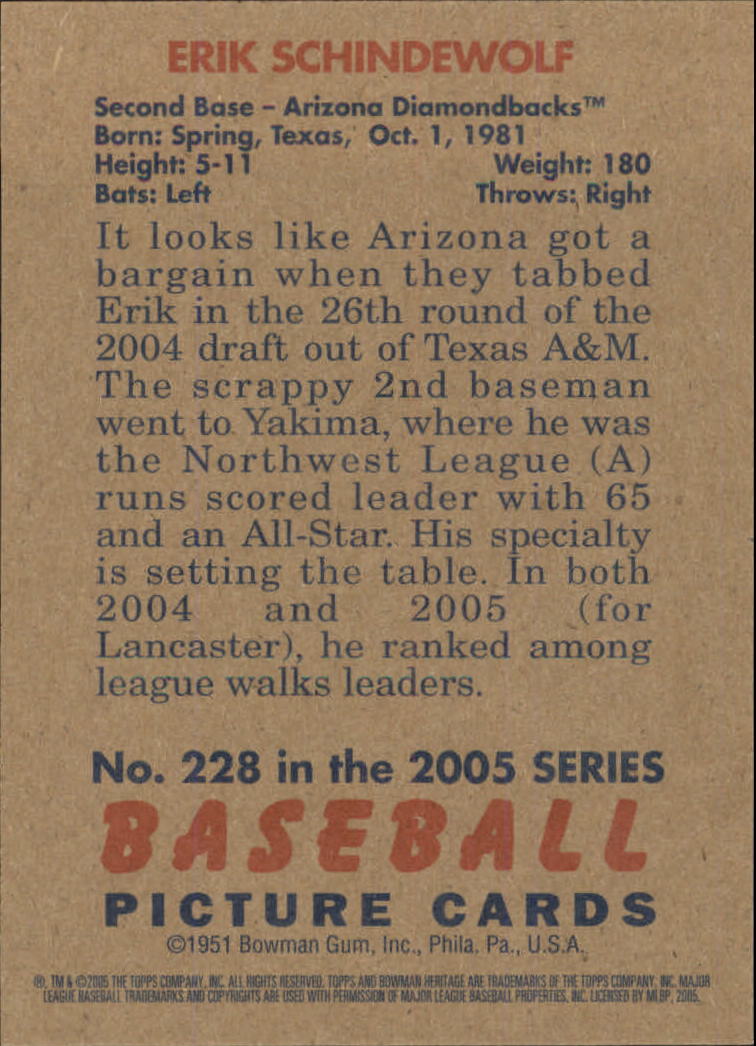 ERIK SCHINDEWOLF
Second Base – Arizona Diamondbacks™
Born: Spring, Texas, Oct. 1, 1981
Height: 5-11 Weight: 180
Bats: Left Throws: Right
It looks like Arizona got a
bargain when they tabbed
Erik in the 26th round of the
2004 draft out of Texas A&M.
The scrappy 2nd baseman
went to Yakima, where he was
the Northwest League (A)
runs scored leader with 65
and an All-Star. His specialty
is setting the table. In both
2004 and 2005 (for
Lancaster), he ranked among
league walks leaders.
No. 228 in the 2005 SERIES
BASEBALL
PICTURE CARDS
©1951 Bowman Gum, Inc., Phila. Pa., U.S.A.
®, TM & ©2005 THE TOPPS COMPANY, INC. ALL RIGHTS RESERVED. TOPPS AND BOWMAN HERITAGE ARE TRADEMARKS OF THE TOPPS COMPANY, INC. MAJOR
LEAGUE BASEBALL TRADEMARKS AND COPYRIGHTS ARE USED WITH PERMISSION OF MAJOR LEAGUE BASEBALL PROPERTIES, INC. LICENSED BY MLBP, 2005.